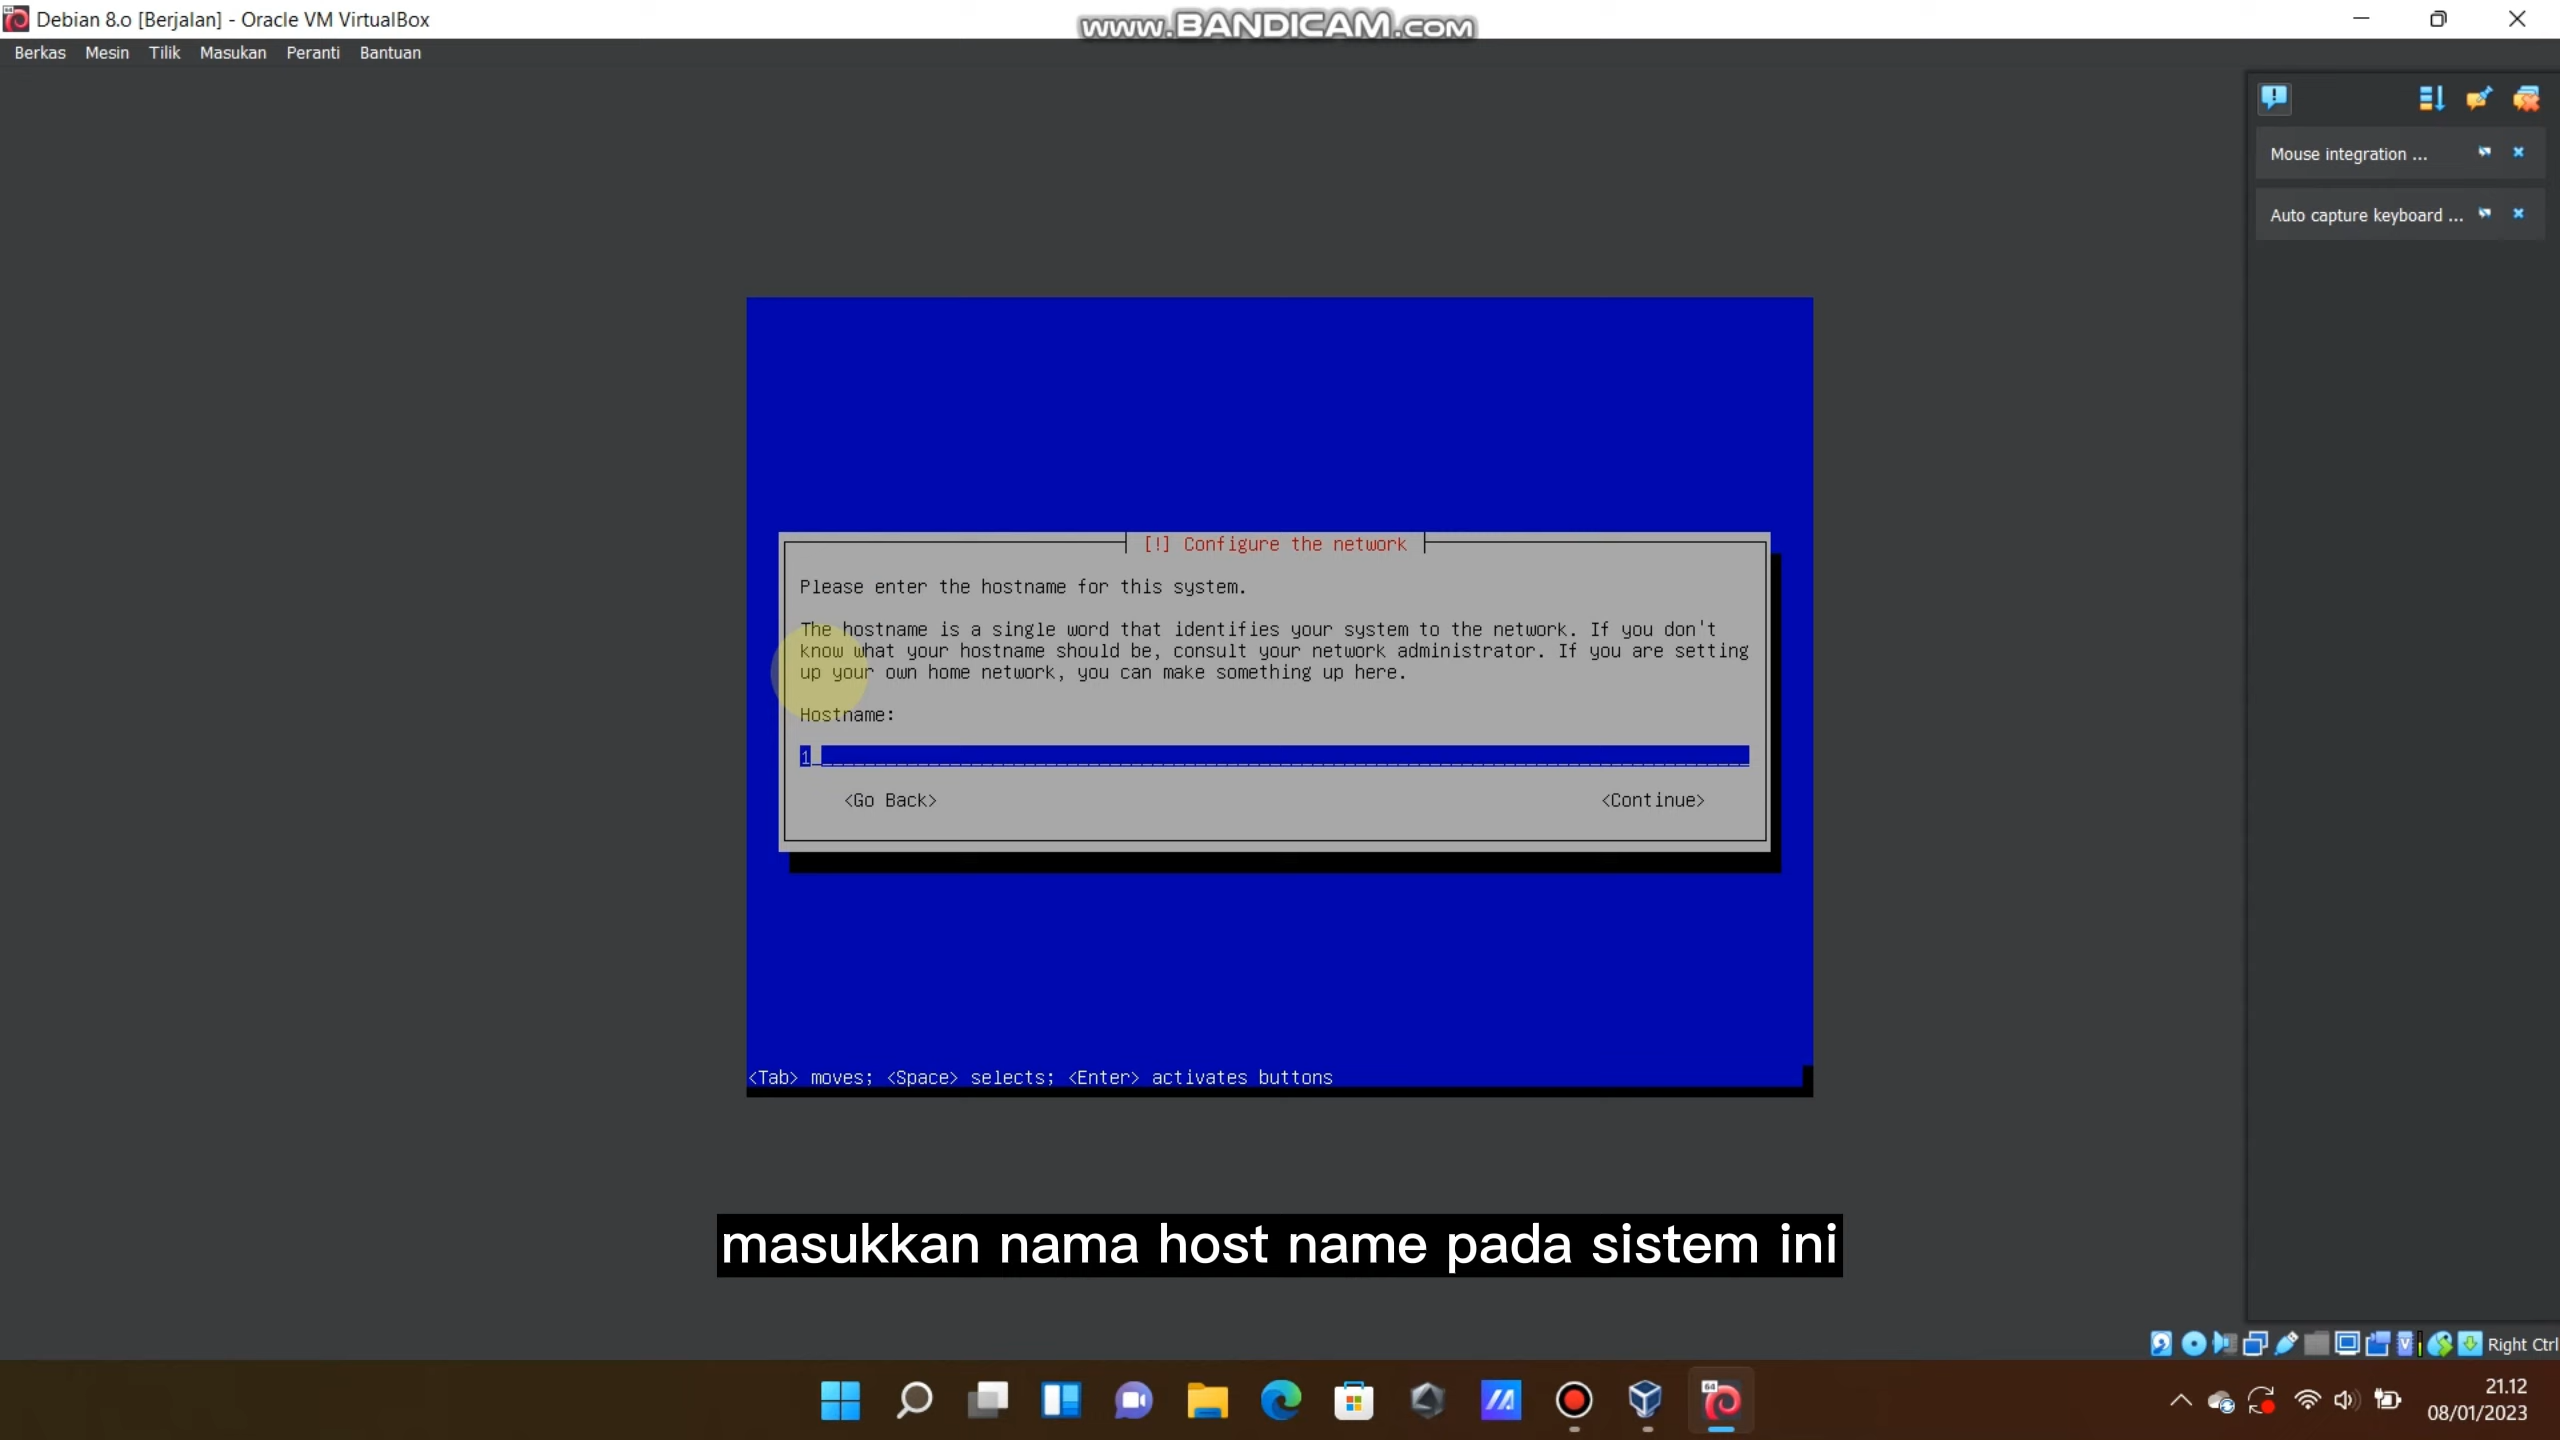 Debian 8.o [Berjalan] - Oracle VM VirtualBox
www.BANDICAM.com
Berkas Mesin Tilik Masukan Peranti Bantuan
Mouse integration ...
Auto capture keyboard ...
[!] Configure the network
Please enter the hostname for this system.
The hostname is a single word that identifies your system to the network. If you don't
know what your hostname should be, consult your network administrator. If you are setting
up your own home network, you can make something up here.
Hostname:
1
<Go Back> <Continue>
<Tab> moves; <Space> selects; <Enter> activates buttons
masukkan nama host name pada sistem ini
Right Ctrl
64
21.12
08/01/2023